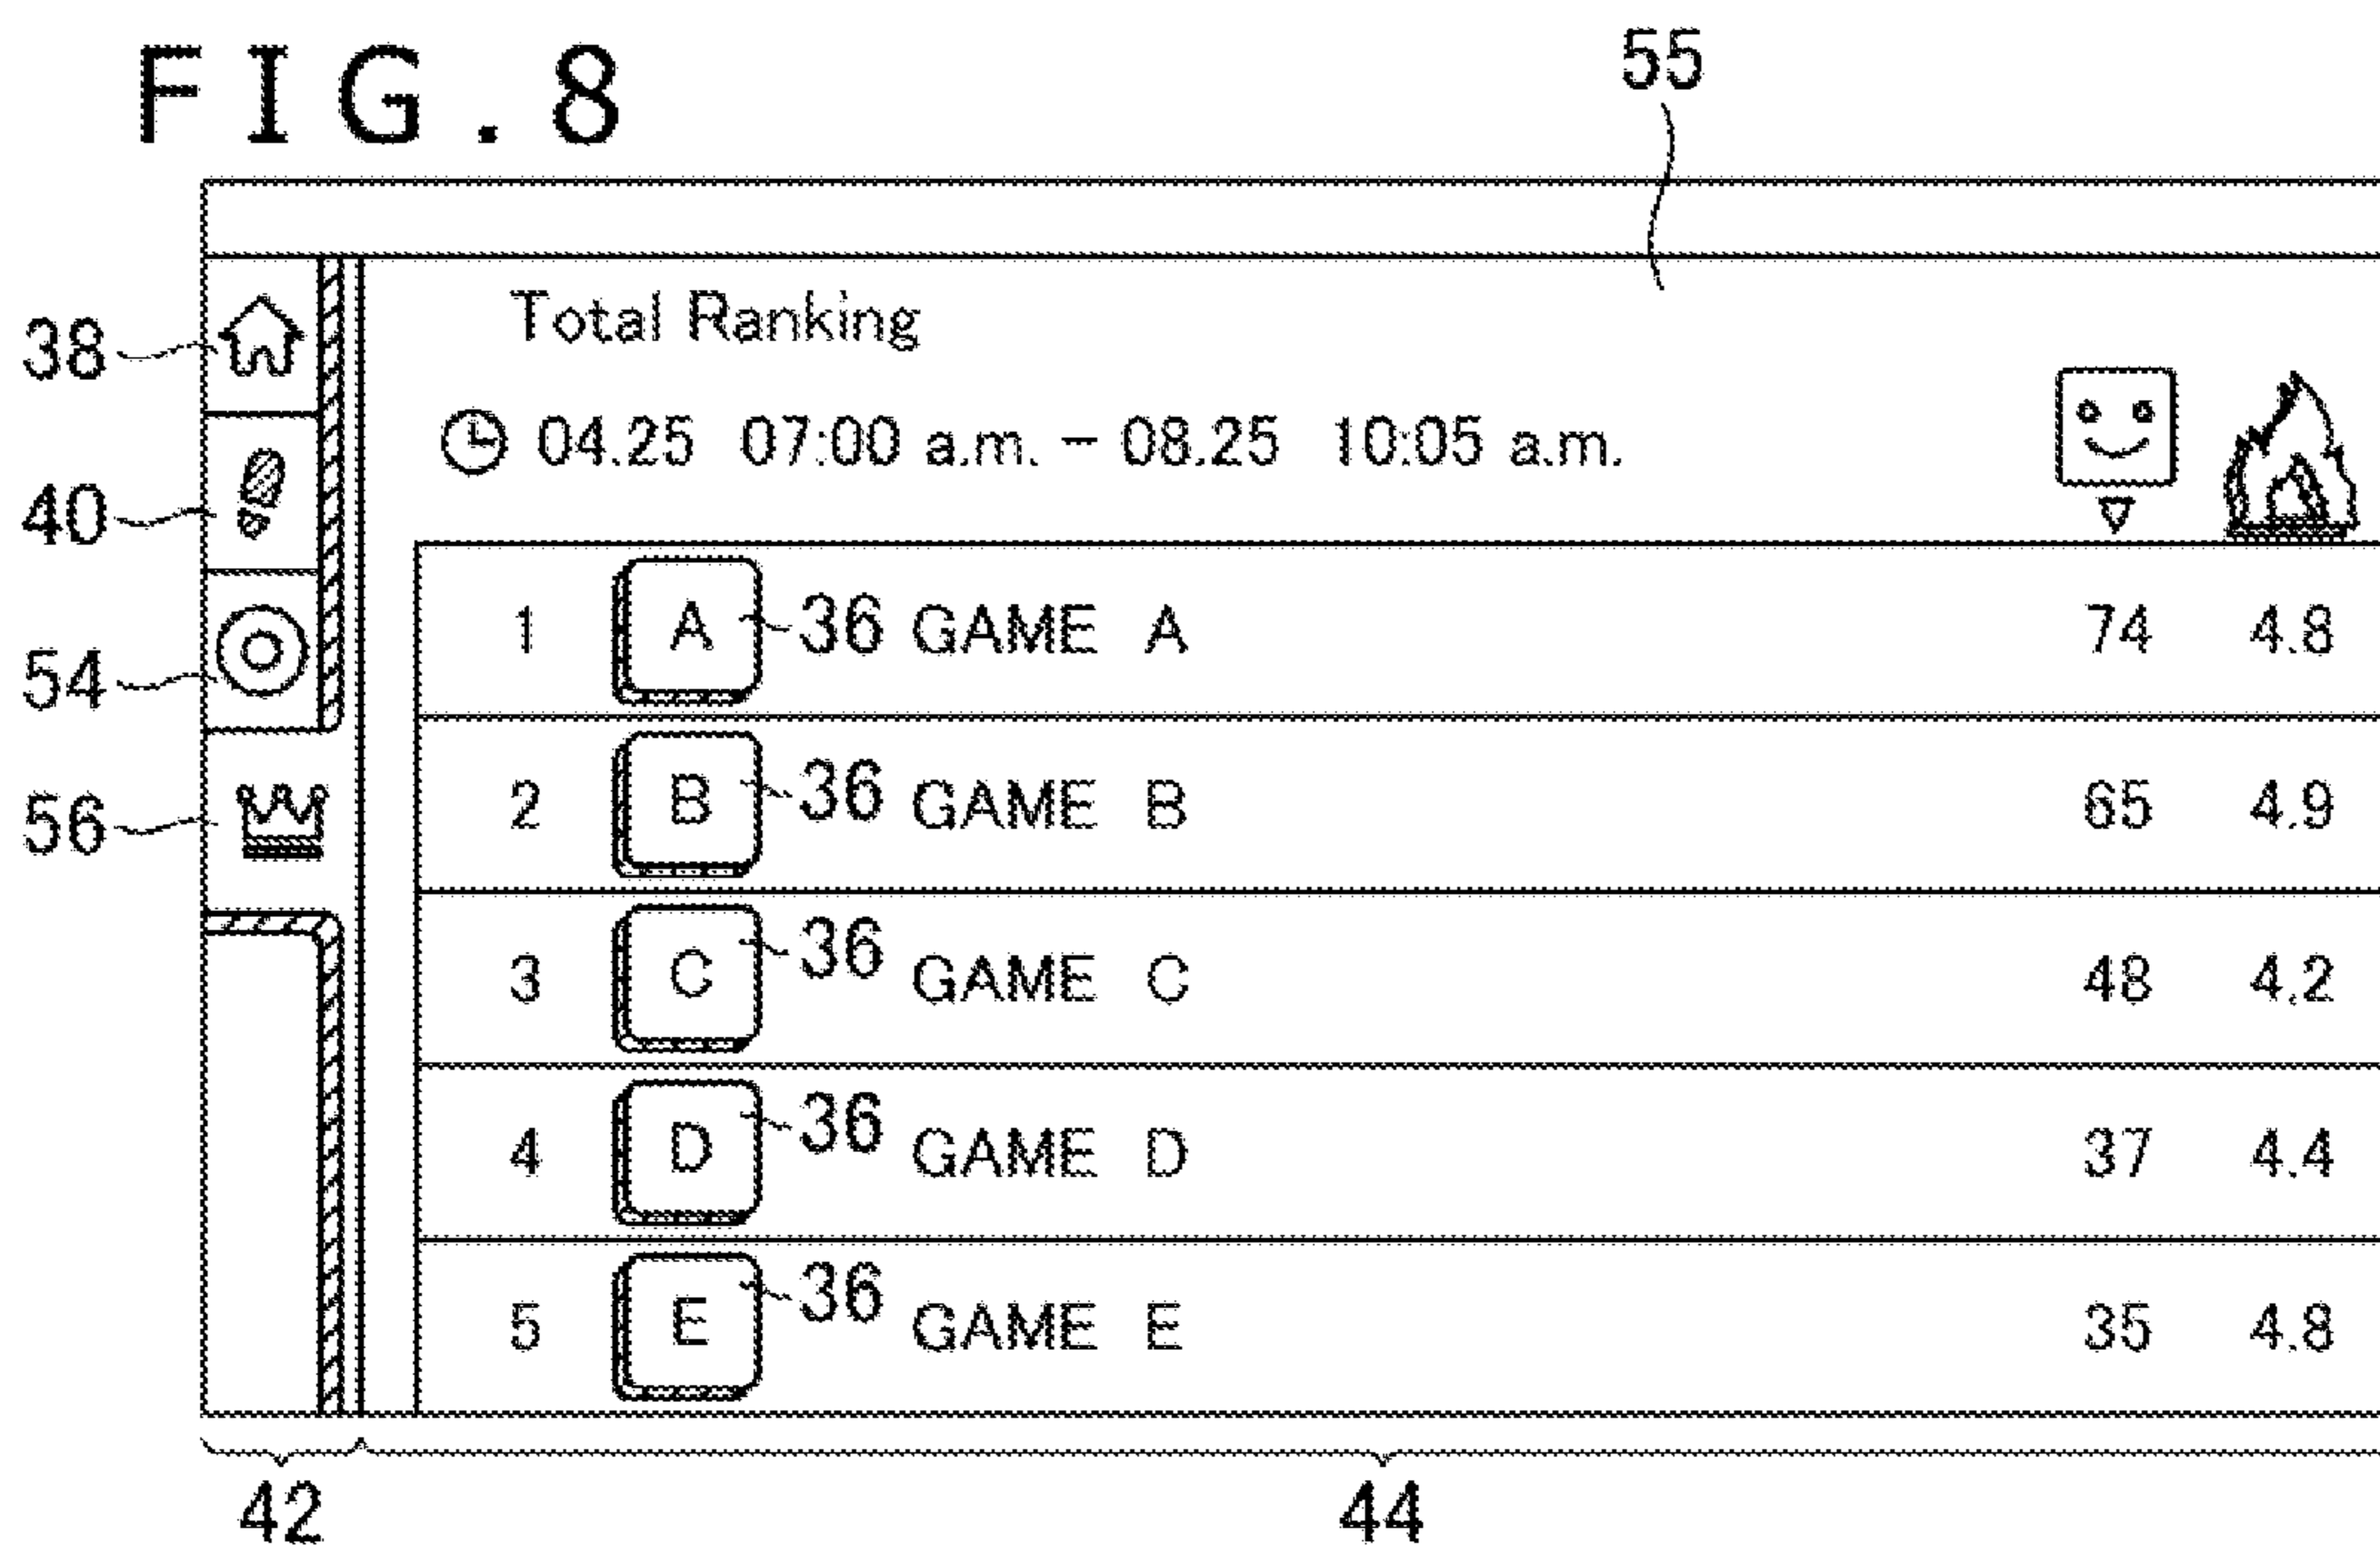 FIG.8
55
Total Ranking
38
04.25 07:00 a.m. - 08.25 10:05 a.m.
40
1 A 36 GAME A 74 4.8
54
2 B 36 GAME B 65 4.9
56
3 C 36 GAME C 48 4.2
4 D 36 GAME D 37 4.4
5 E 36 GAME E 35 4.8
42 44